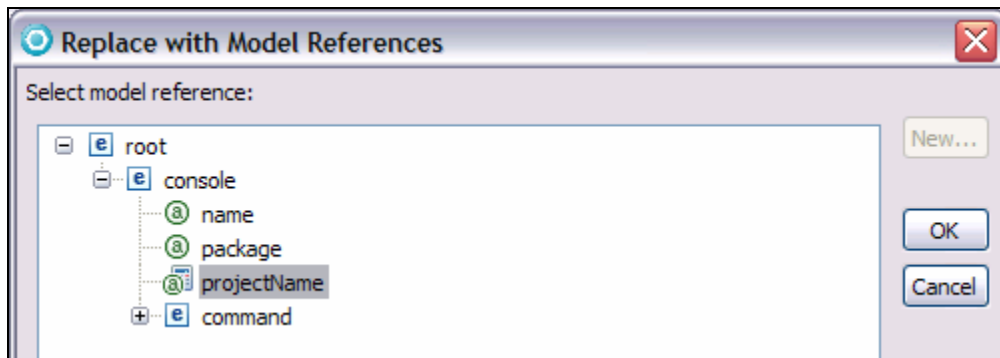 Replace with Model References
Select model reference:
e root
New...
e console
a name
a package
OK
a projectName
Cancel
e command